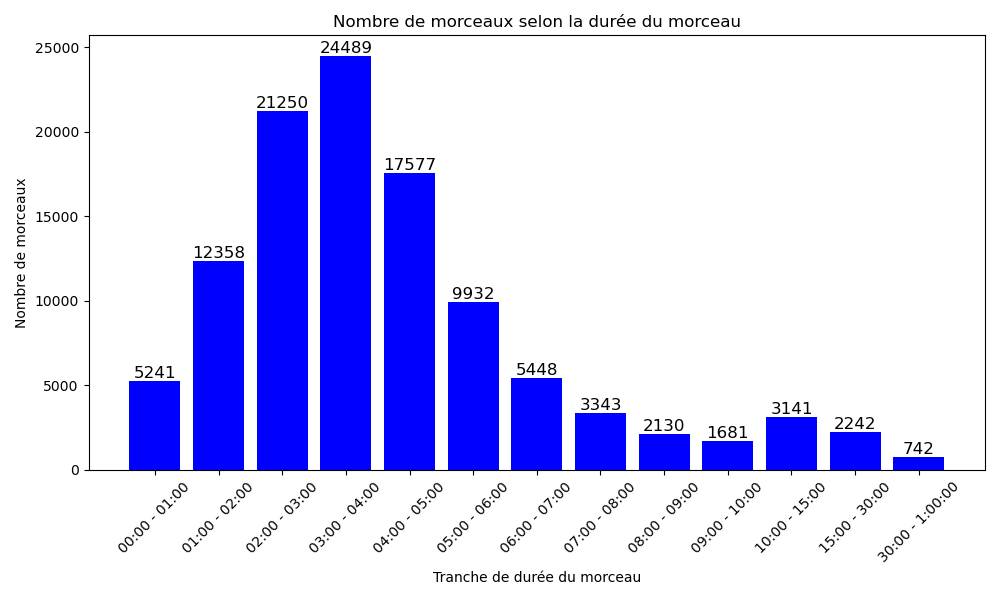 Nombre de morceaux selon la durée du morceau
Nombre de morceaux
25000
20000
15000
10000
5000
0
5241
12358
21250
24489
17577
9932
5448
3343
2130
1681
3141
2242
742
00:00 - 01:00
01:00 - 02:00
02:00 - 03:00
03:00 - 04:00
04:00 - 05:00
05:00 - 06:00
06:00 - 07:00
07:00 - 08:00
08:00 - 09:00
09:00 - 10:00
10:00 - 15:00
15:00 - 30:00
30:00 - 1:00:00
Tranche de durée du morceau